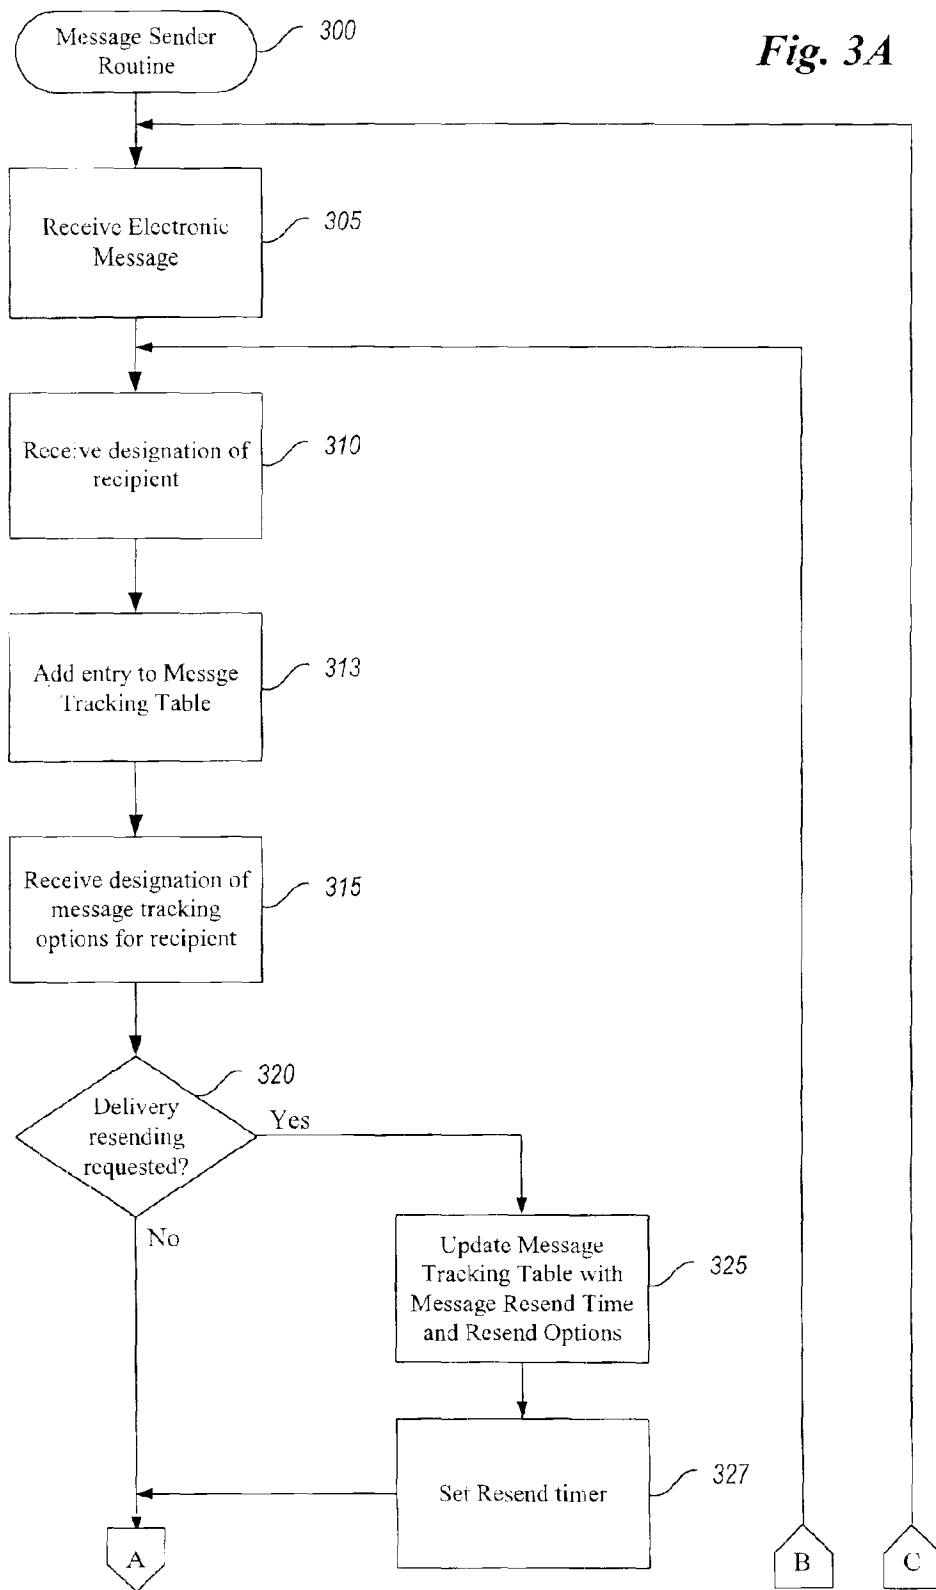 Message Sender
Routine
300
Fig. 3A
Receive Electronic
Message
305
Receive designation of
recipient
310
Add entry to Messge
Tracking Table
313
Receive designation of
message tracking
options for recipient
315
Delivery
resending
requested?
320
Yes
No
Update Message
Tracking Table with
Message Resend Time
and Resend Options
325
Set Resend timer
327
A
B
C